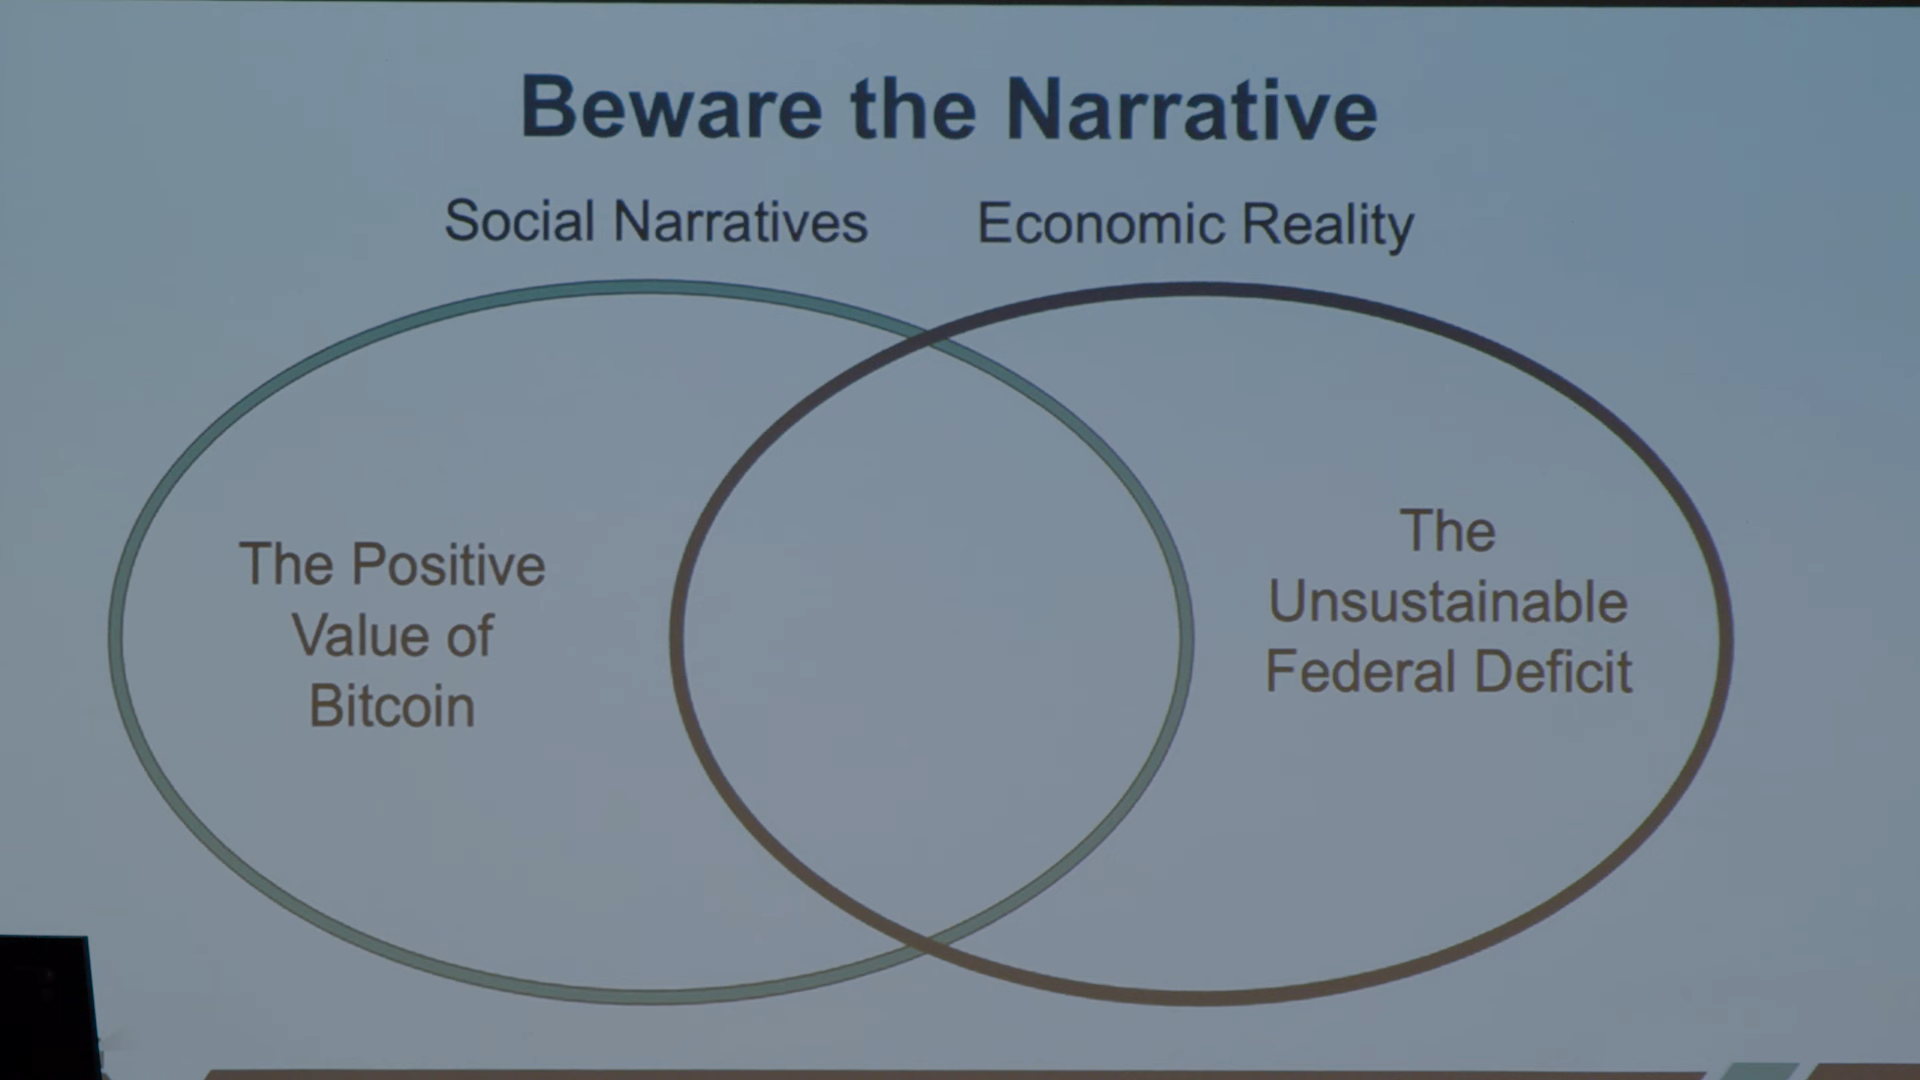 Beware the Narrative
Social Narratives
Economic Reality
The Positive
Value of
Bitcoin
The
Unsustainable
Federal Deficit